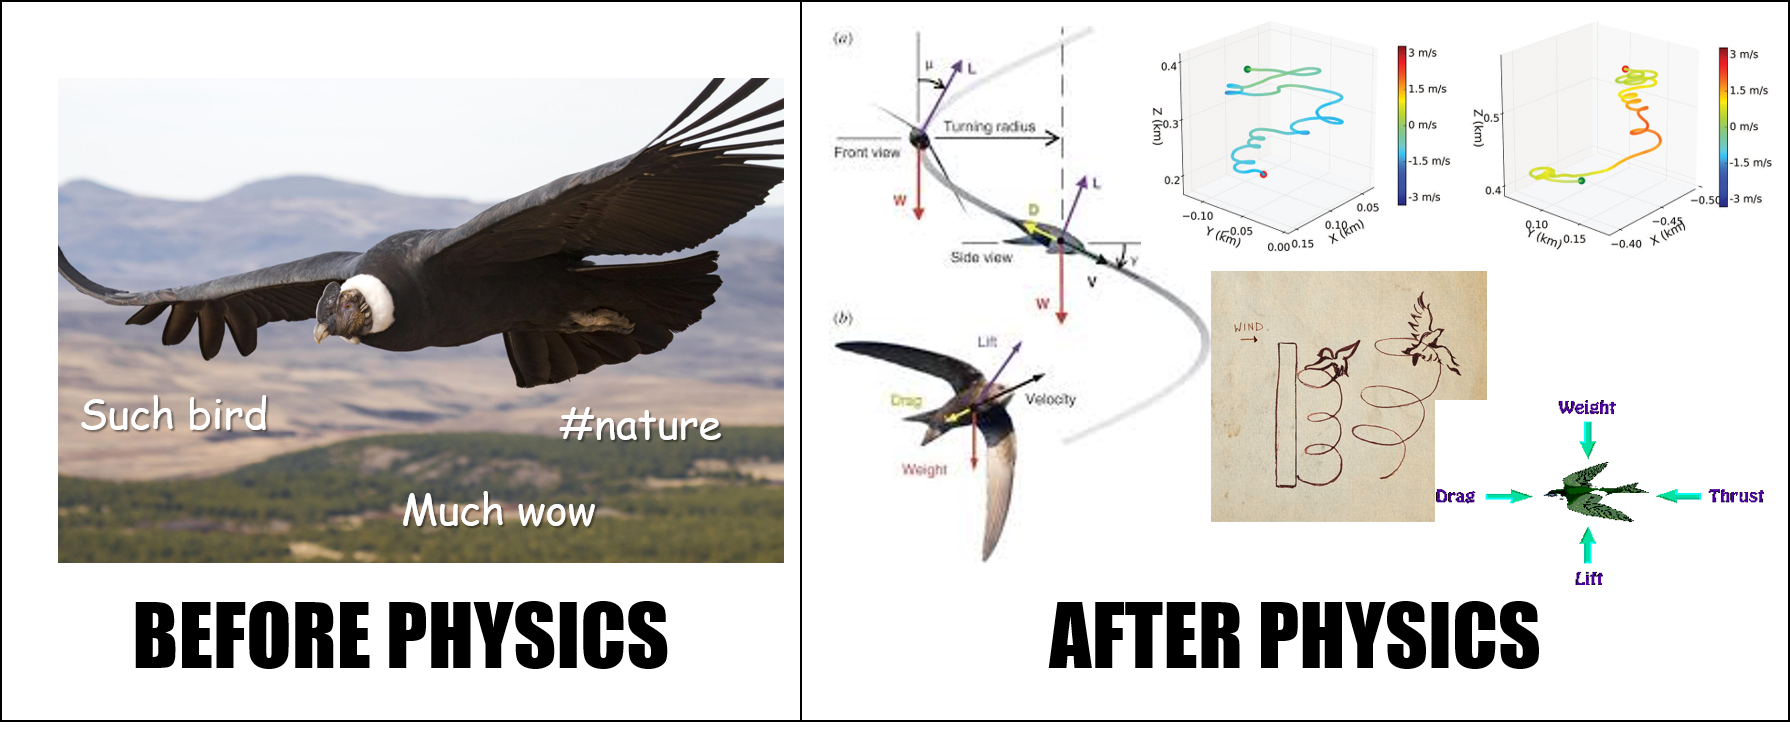 Such bird
#nature
Much wow
BEFORE PHYSICS
(a)
μ
L
Turning radius
Front view
W
L
D
Side view
γ
V
W
(b)
Lift
Drag
Velocity
Weight
0.4
0.3
0.2
Z (km)
−0.10
−0.05
0.00
Y (km)
0.15
0.10
0.05
X (km)
3 m/s
1.5 m/s
0 m/s
-1.5 m/s
-3 m/s
0.5
0.4
Z (km)
0.10
0.15
Y (km)
−0.40
−0.45
−0.50
X (km)
3 m/s
1.5 m/s
0 m/s
-1.5 m/s
-3 m/s
WIND
Weight
Drag
Thrust
Lift
AFTER PHYSICS